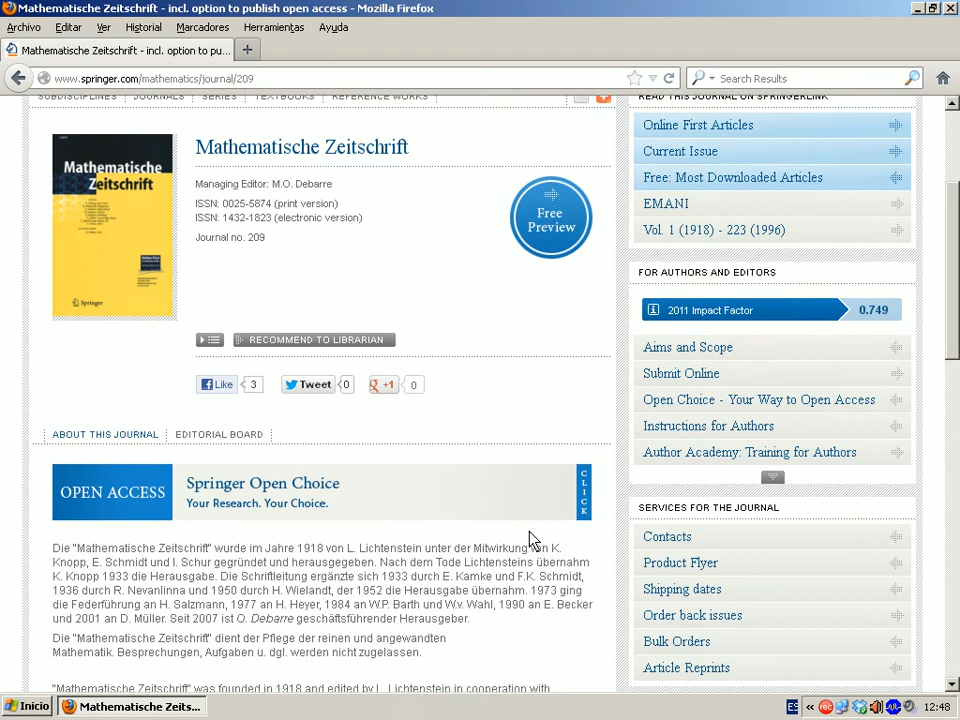 Mathematische Zeitschrift - incl. option to publish open access - Mozilla Firefox
Archivo Editar Ver Historial Marcadores Herramientas Ayuda
Mathematische Zeitschrift - incl. option to pu...
www.springer.com/mathematics/journal/209
Search Results
SUBDISCIPLINES JOURNALS SERIES TEXTBOOKS REFERENCE WORKS
Mathematische
Zeitschrift
Springer
Mathematische Zeitschrift
Managing Editor: M.O. Debarre
ISSN: 0025-5874 (print version)
ISSN: 1432-1823 (electronic version)
Journal no. 209
Free
Preview
RECOMMEND TO LIBRARIAN
Like 3 Tweet 0 +1 0
ABOUT THIS JOURNAL EDITORIAL BOARD
OPEN ACCESS
Springer Open Choice
Your Research. Your Choice.
CLICK
Die "Mathematische Zeitschrift" wurde im Jahre 1918 von L. Lichtenstein unter der Mitwirkung von K.
Knopp, E. Schmidt und I. Schur gegründet und herausgegeben. Nach dem Tode Lichtensteins übernahm
K. Knopp 1933 die Herausgabe. Die Schriftleitung ergänzte sich 1933 durch E. Kamke und F.K. Schmidt,
1936 durch R. Nevanlinna und 1950 durch H. Wielandt, der 1952 die Herausgabe übernahm. 1973 ging
die Federführung an H. Salzmann, 1977 an H. Heyer, 1984 an W.P. Barth und W.v. Wahl, 1990 an E. Becker
und 2001 an D. Müller. Seit 2007 ist O. Debarre geschäftsführender Herausgeber.
Die "Mathematische Zeitschrift" dient der Pflege der reinen und angewandten
Mathematik. Besprechungen, Aufgaben u. dgl. werden nicht zugelassen.
"Mathematische Zeitschrift" was founded in 1918 and edited by L. Lichtenstein in cooperation with
READ THIS JOURNAL ON SPRINGERLINK
Online First Articles
Current Issue
Free: Most Downloaded Articles
EMANI
Vol. 1 (1918) - 223 (1996)
FOR AUTHORS AND EDITORS
2011 Impact Factor 0.749
Aims and Scope
Submit Online
Open Choice - Your Way to Open Access
Instructions for Authors
Author Academy: Training for Authors
SERVICES FOR THE JOURNAL
Contacts
Product Flyer
Shipping dates
Order back issues
Bulk Orders
Article Reprints
Inicio
Mathematische Zeits...
ES
rec
12:48